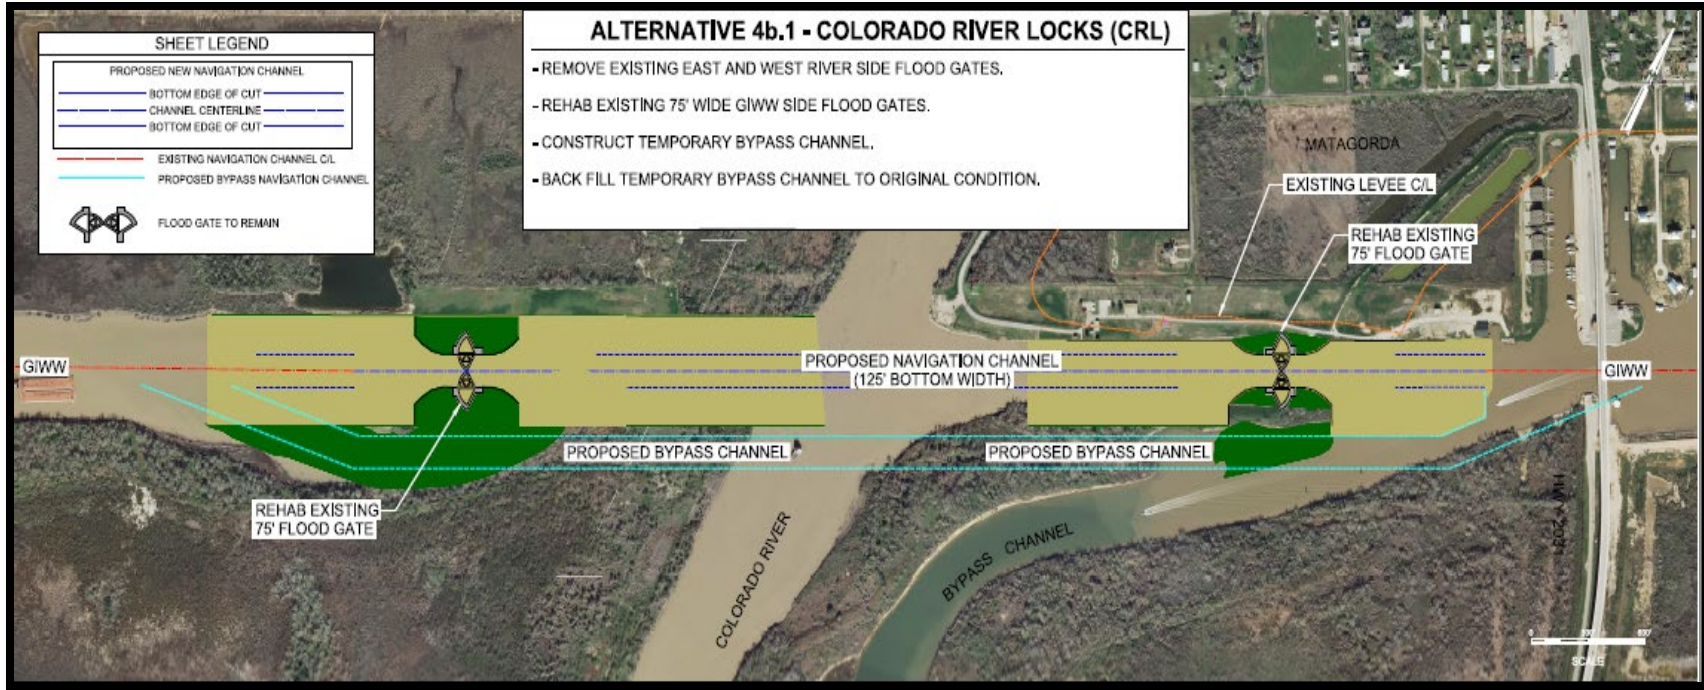 ALTERNATIVE 4b.1 - COLORADO RIVER LOCKS (CRL)
- REMOVE EXISTING EAST AND WEST RIVER SIDE FLOOD GATES.
- REHAB EXISTING 75' WIDE GIWW SIDE FLOOD GATES.
- CONSTRUCT TEMPORARY BYPASS CHANNEL.
- BACK FILL TEMPORARY BYPASS CHANNEL TO ORIGINAL CONDITION.
SHEET LEGEND
PROPOSED NEW NAVIGATION CHANNEL
BOTTOM EDGE OF CUT
CHANNEL CENTERLINE
BOTTOM EDGE OF CUT
EXISTING NAVIGATION CHANNEL C/L
PROPOSED BYPASS NAVIGATION CHANNEL
FLOOD GATE TO REMAIN
MATAGORDA
EXISTING LEVEE C/L
REHAB EXISTING
75' FLOOD GATE
GIWW
PROPOSED NAVIGATION CHANNEL
(125' BOTTOM WIDTH)
GIWW
PROPOSED BYPASS CHANNEL
PROPOSED BYPASS CHANNEL
REHAB EXISTING
75' FLOOD GATE
COLORADO RIVER
BYPASS CHANNEL
HWY 2031
0
600'
SCALE